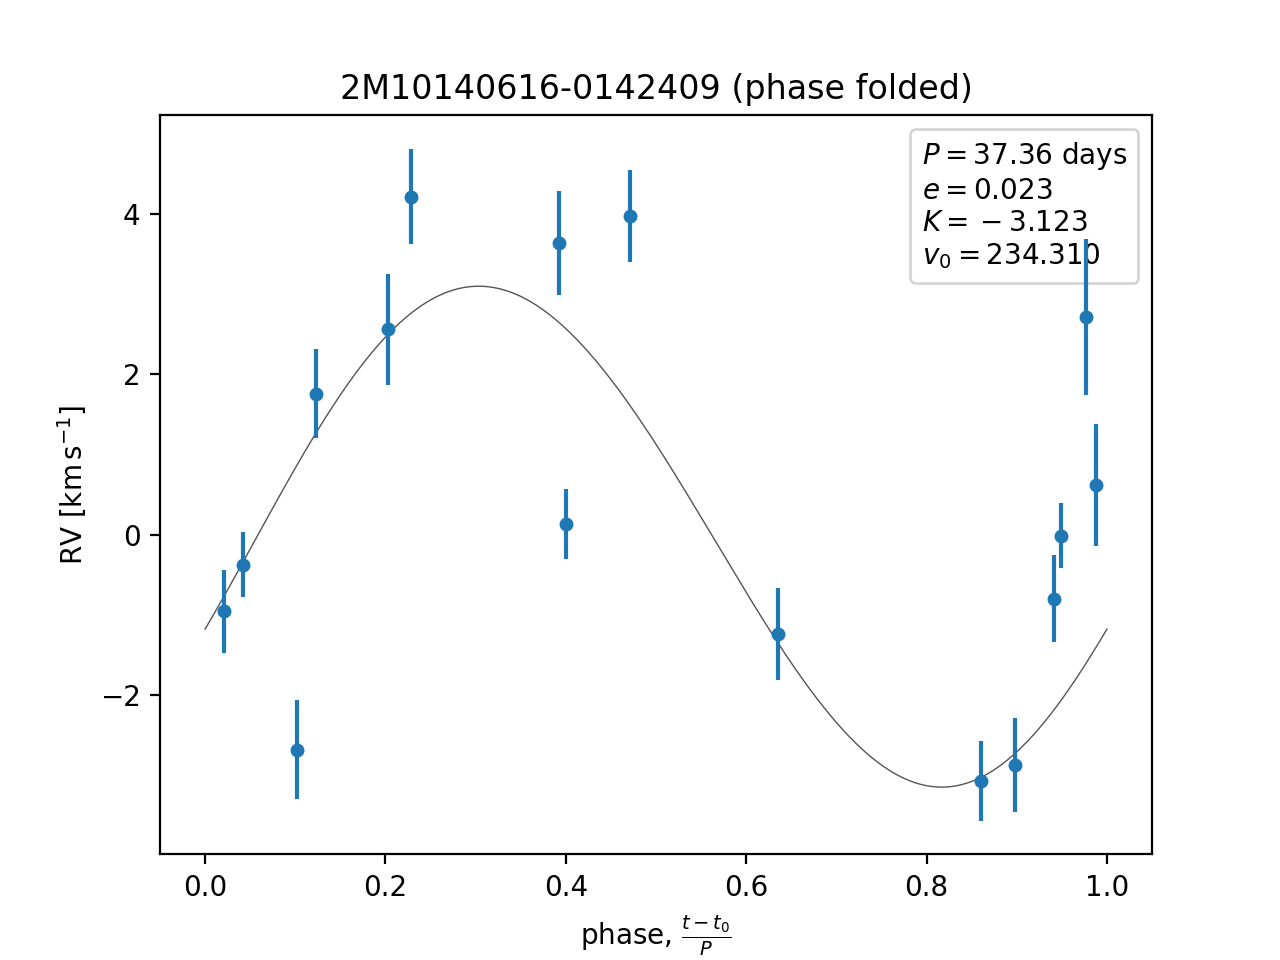 2M10140616-0142409 (phase folded)
P = 37.36 days
e = 0.023
K = −3.123
v₀ = 234.310
4
2
0
−2
RV [km s⁻¹]
0.0 0.2 0.4 0.6 0.8 1.0
phase, (t − t₀)/P